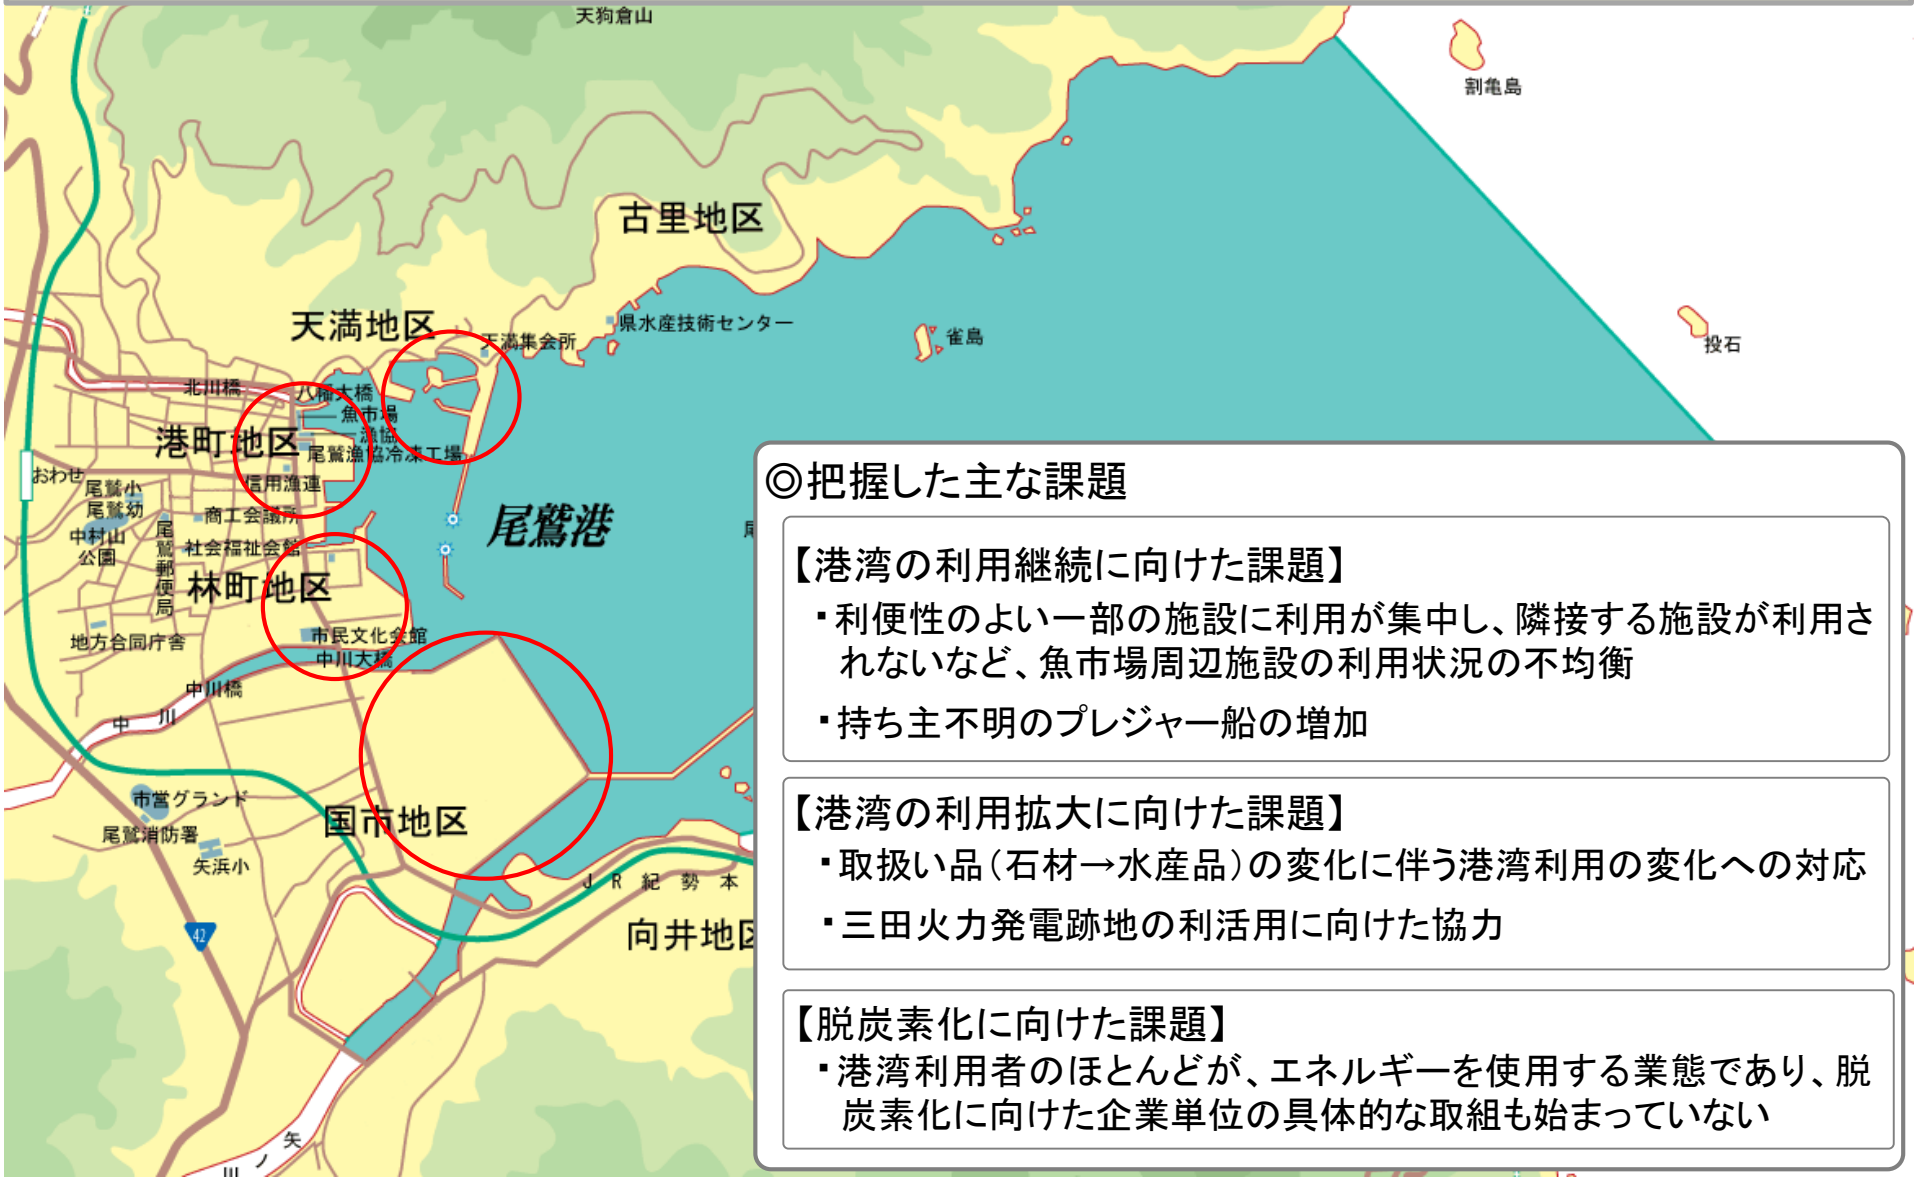 天狗倉山
割亀島
古里地区
天満地区
天満集会所
県水産技術センター
雀島
投石
北川橋
八幡大橋
魚市場
漁協
港町地区
尾鷲漁協冷凍工場
おわせ
尾鷲小
尾鷲幼
信用漁連
中村山
公園
尾鷲郵便局
商工会議所
社会福祉会館
尾鷲港
林町地区
地方合同庁舎
市民文化会館
中川大橋
中川橋
中川
市営グランド
尾鷲消防署
矢浜小
国市地区
JR紀勢本
向井地区
42
矢ノ川
◎把握した主な課題
【港湾の利用継続に向けた課題】
▪利便性のよい一部の施設に利用が集中し、隣接する施設が利用さ
れないなど、魚市場周辺施設の利用状況の不均衡
▪持ち主不明のプレジャー船の増加
【港湾の利用拡大に向けた課題】
▪取扱い品（石材→水産品）の変化に伴う港湾利用の変化への対応
▪三田火力発電跡地の利活用に向けた協力
【脱炭素化に向けた課題】
▪港湾利用者のほとんどが、エネルギーを使用する業態であり、脱
炭素化に向けた企業単位の具体的な取組も始まっていない